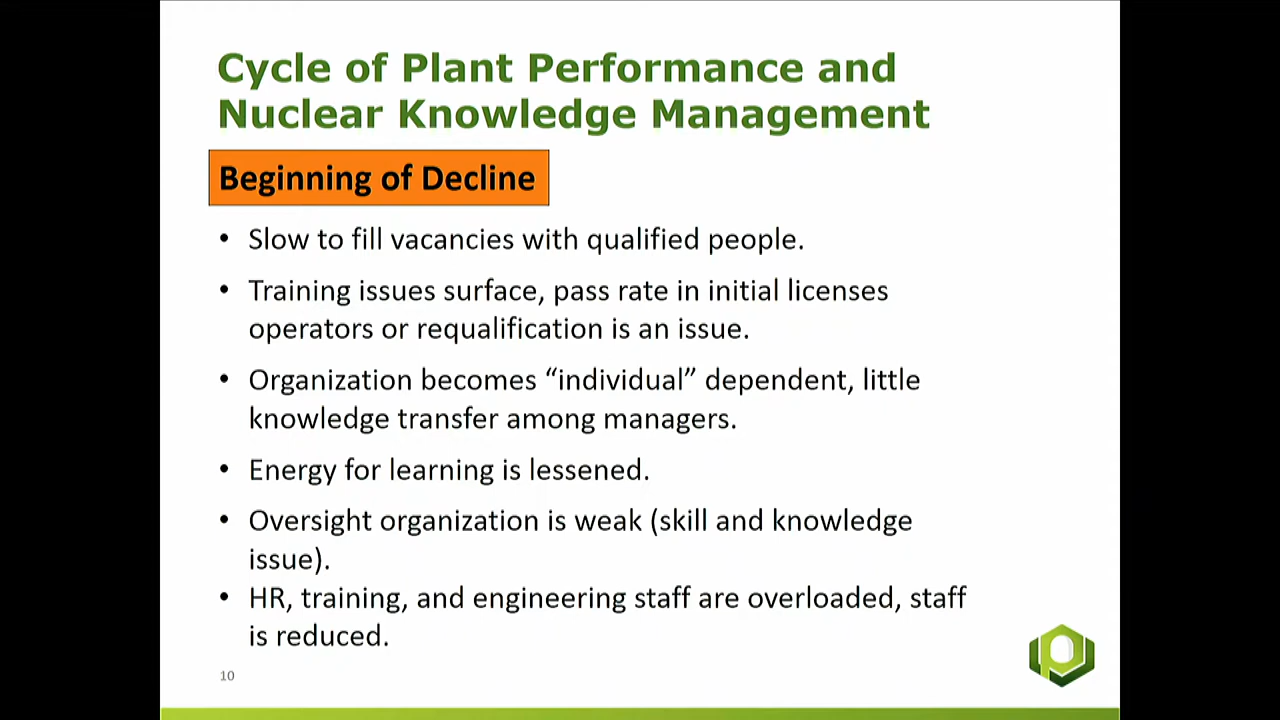 Cycle of Plant Performance and
Nuclear Knowledge Management
Beginning of Decline
• Slow to fill vacancies with qualified people.
• Training issues surface, pass rate in initial licenses
operators or requalification is an issue.
• Organization becomes “individual” dependent, little
knowledge transfer among managers.
• Energy for learning is lessened.
• Oversight organization is weak (skill and knowledge
issue).
• HR, training, and engineering staff are overloaded, staff
is reduced.
10